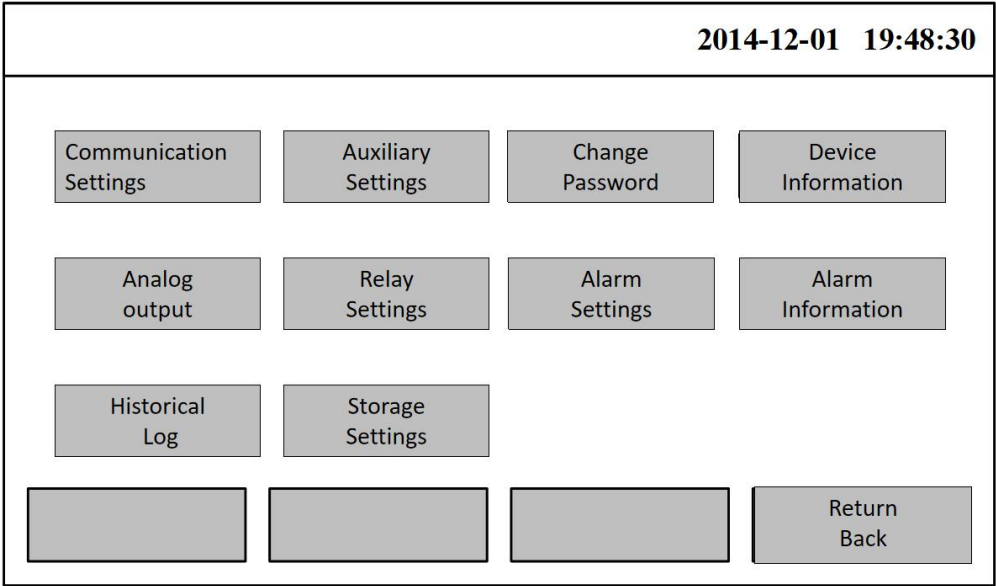 2014-12-01 19:48:30
Communication
Settings
Auxiliary
Settings
Change
Password
Device
Information
Analog
output
Relay
Settings
Alarm
Settings
Alarm
Information
Historical
Log
Storage
Settings
Return
Back